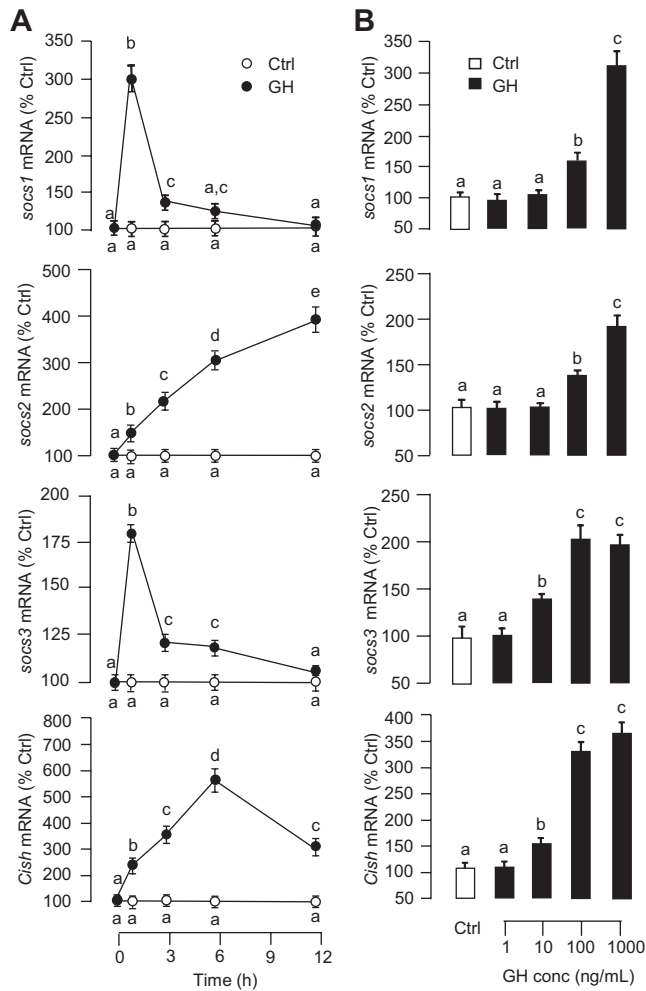 A
socs1 mRNA (% Ctrl)
350
300
250
200
150
100
Ctrl
GH
a
b
c
a,c
a
a a a a
socs2 mRNA (% Ctrl)
500
400
300
200
100
a
b
c
d
e
a a a a a
socs3 mRNA (% Ctrl)
200
175
150
125
100
a
b
c
c
a
a a a a
Cish mRNA (% Ctrl)
800
700
600
500
400
300
200
100
a
b
c
d
c
a a a a a
0 3 6 9 12
Time (h)
B
socs1 mRNA (% Ctrl)
350
300
250
200
150
100
50
Ctrl
GH
a a a b c
socs2 mRNA (% Ctrl)
200
150
100
50
a a a b c
socs3 mRNA (% Ctrl)
200
150
100
50
a a b c c
Cish mRNA (% Ctrl)
400
350
300
250
200
150
100
50
a a b c c
Ctrl
1 10 100 1000
GH conc (ng/mL)